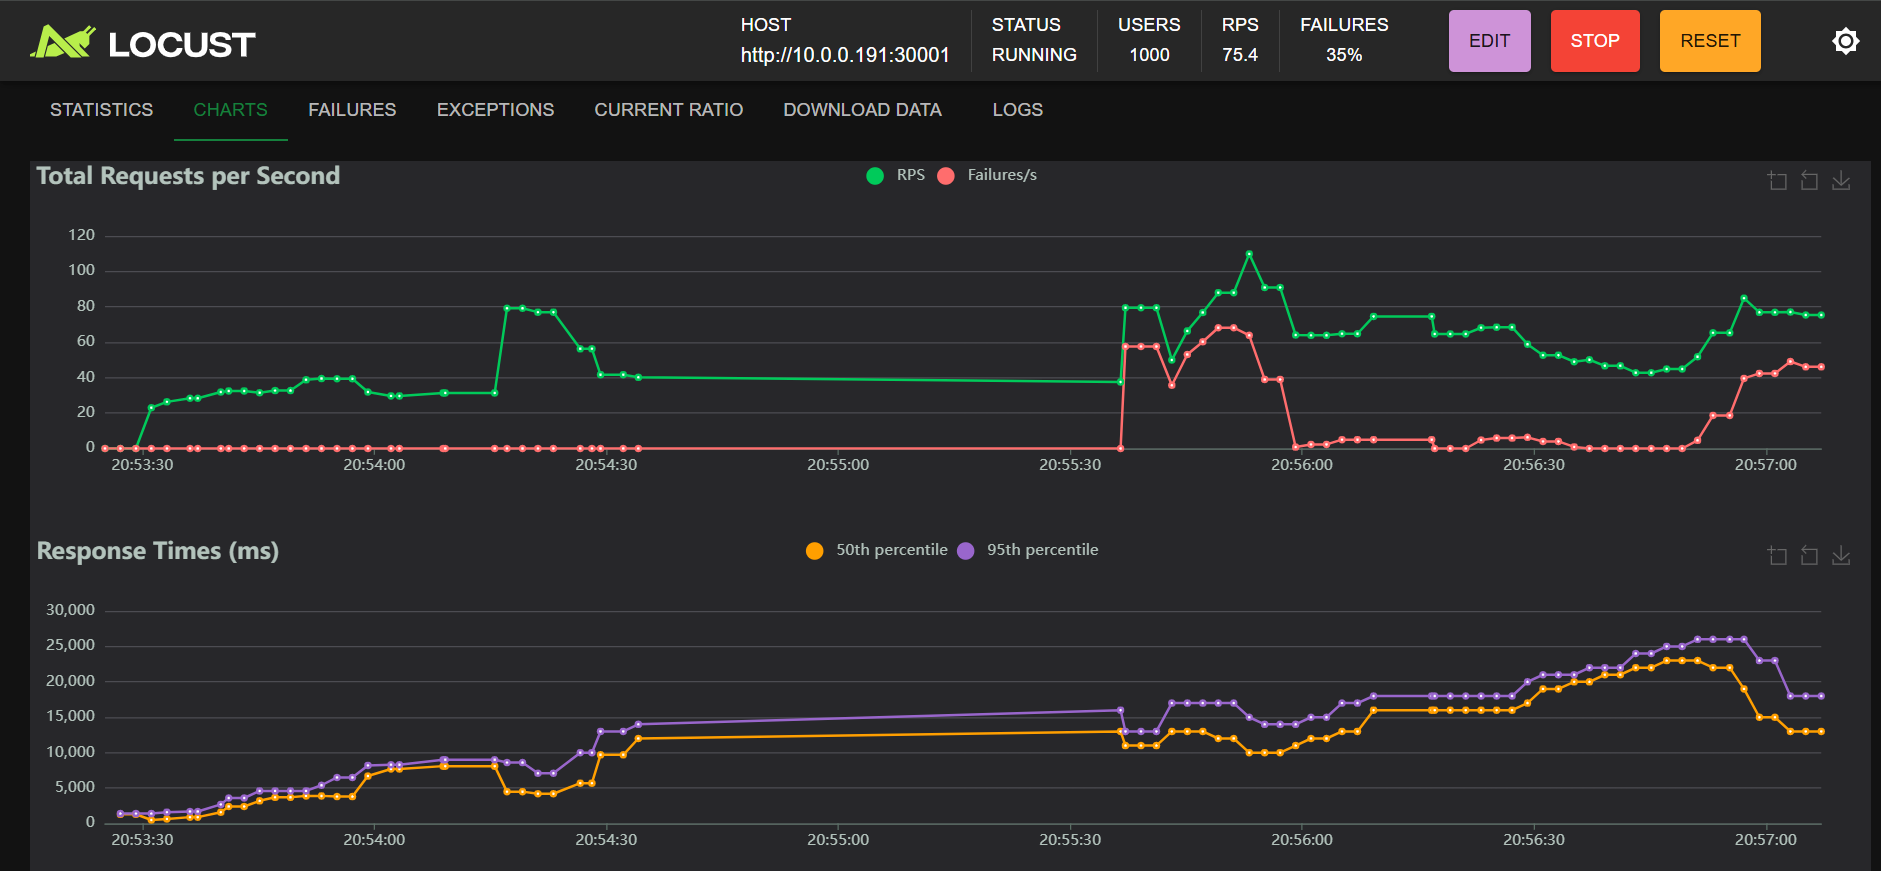 LOCUST
HOST
http://10.0.0.191:30001
STATUS
RUNNING
USERS
1000
RPS
75.4
FAILURES
35%
EDIT
STOP
RESET
STATISTICS CHARTS FAILURES EXCEPTIONS CURRENT RATIO DOWNLOAD DATA LOGS
Total Requests per Second
RPS Failures/s
120
100
80
60
40
20
0
20:53:30 20:54:00 20:54:30 20:55:00 20:55:30 20:56:00 20:56:30 20:57:00
Response Times (ms)
50th percentile 95th percentile
30,000
25,000
20,000
15,000
10,000
5,000
0
20:53:30 20:54:00 20:54:30 20:55:00 20:55:30 20:56:00 20:56:30 20:57:00